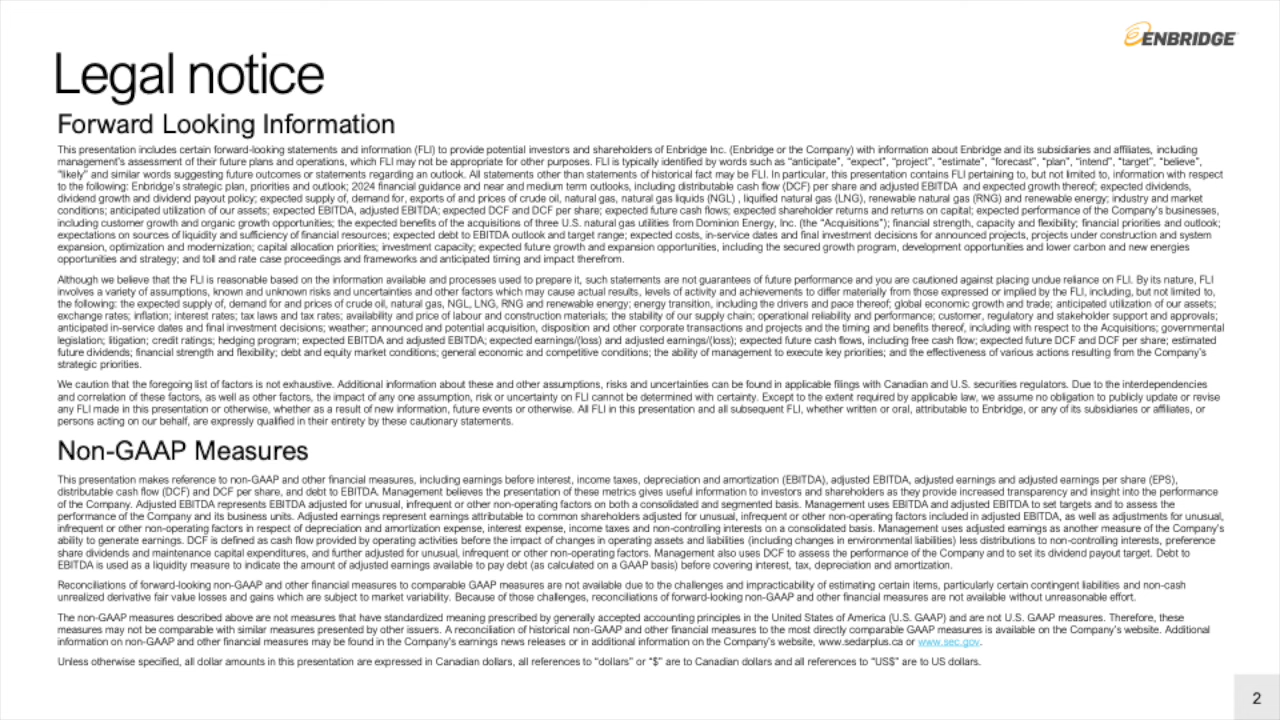 ENBRIDGE
Legal notice
Forward Looking Information
This presentation includes certain forward-looking statements and information (FLI) to provide potential investors and shareholders of Enbridge Inc. (Enbridge or the Company) with information about Enbridge and its subsidiaries and affiliates, including
management's assessment of their future plans and operations, which FLI may not be appropriate for other purposes. FLI is typically identified by words such as "anticipate", "expect", "project", "estimate", "forecast", "plan", "intend", "target", "believe",
"likely" and similar words suggesting future outcomes or statements regarding an outlook. All statements other than statements of historical fact may be FLI. In particular, this presentation contains FLI pertaining to, but not limited to, information with respect
to the following: Enbridge's strategic plan, priorities and outlook; 2024 financial guidance and near and medium term outlooks, including distributable cash flow (DCF) per share and adjusted EBITDA and expected growth thereof; expected dividends,
dividend growth and dividend payout policy; expected supply of, demand for, exports of and prices of crude oil, natural gas, natural gas liquids (NGL) , liquified natural gas (LNG), renewable natural gas (RNG) and renewable energy; industry and market
conditions; anticipated utilization of our assets; expected EBITDA, adjusted EBITDA; expected DCF and DCF per share; expected future cash flows; expected shareholder returns and returns on capital; expected performance of the Company's businesses,
including customer growth and organic growth opportunities; the expected benefits of the acquisitions of three U.S. natural gas utilities from Dominion Energy, Inc. (the "Acquisitions"); financial strength, capacity and flexibility; financial priorities and outlook;
expectations on sources of liquidity and sufficiency of financial resources; expected debt to EBITDA outlook and target range; expected costs, in-service dates and final investment decisions for announced projects, projects under construction and system
expansion, optimization and modernization; capital allocation priorities; investment capacity; expected future growth and expansion opportunities, including the secured growth program, development opportunities and lower carbon and new energies
opportunities and strategy; and toll and rate case proceedings and frameworks and anticipated timing and impact therefrom.
Although we believe that the FLI is reasonable based on the information available and processes used to prepare it, such statements are not guarantees of future performance and you are cautioned against placing undue reliance on FLI. By its nature, FLI
involves a variety of assumptions, known and unknown risks and uncertainties and other factors which may cause actual results, levels of activity and achievements to differ materially from those expressed or implied by the FLI, including, but not limited to,
the following: the expected supply of, demand for and prices of crude oil, natural gas, NGL, LNG, RNG and renewable energy; energy transition, including the drivers and pace thereof; global economic growth and trade; anticipated utilization of our assets;
exchange rates; inflation; interest rates; tax laws and tax rates; availability and price of labour and construction materials; the stability of our supply chain; operational reliability and performance; customer, regulatory and stakeholder support and approvals;
anticipated in-service dates and final investment decisions; weather; announced and potential acquisition, disposition and other corporate transactions and projects and the timing and benefits thereof, including with respect to the Acquisitions; governmental
legislation; litigation; credit ratings; hedging program; expected EBITDA and adjusted EBITDA; expected earnings/(loss) and adjusted earnings/(loss); expected future cash flows, including free cash flow; expected future DCF and DCF per share; estimated
future dividends; financial strength and flexibility; debt and equity market conditions; general economic and competitive conditions; the ability of management to execute key priorities; and the effectiveness of various actions resulting from the Company's
strategic priorities.
We caution that the foregoing list of factors is not exhaustive. Additional information about these and other assumptions, risks and uncertainties can be found in applicable filings with Canadian and U.S. securities regulators. Due to the interdependencies
and correlation of these factors, as well as other factors, the impact of any one assumption, risk or uncertainty on FLI cannot be determined with certainty. Except to the extent required by applicable law, we assume no obligation to publicly update or revise
any FLI made in this presentation or otherwise, whether as a result of new information, future events or otherwise. All FLI in this presentation and all subsequent FLI, whether written or oral, attributable to Enbridge, or any of its subsidiaries or affiliates, or
persons acting on our behalf, are expressly qualified in their entirety by these cautionary statements.
Non-GAAP Measures
This presentation makes reference to non-GAAP and other financial measures, including earnings before interest, income taxes, depreciation and amortization (EBITDA), adjusted EBITDA, adjusted earnings and adjusted earnings per share (EPS),
distributable cash flow (DCF) and DCF per share, and debt to EBITDA. Management believes the presentation of these metrics gives useful information to investors and shareholders as they provide increased transparency and insight into the performance
of the Company. Adjusted EBITDA represents EBITDA adjusted for unusual, infrequent or other non-operating factors on both a consolidated and segmented basis. Management uses EBITDA and adjusted EBITDA to set targets and to assess the
performance of the Company and its business units. Adjusted earnings represent earnings attributable to common shareholders adjusted for unusual, infrequent or other non-operating factors included in adjusted EBITDA, as well as adjustments for unusual,
infrequent or other non-operating factors in respect of depreciation and amortization expense, interest expense, income taxes and non-controlling interests on a consolidated basis. Management uses adjusted earnings as another measure of the Company's
ability to generate earnings. DCF is defined as cash flow provided by operating activities before the impact of changes in operating assets and liabilities (including changes in environmental liabilities) less distributions to non-controlling interests, preference
share dividends and maintenance capital expenditures, and further adjusted for unusual, infrequent or other non-operating factors. Management also uses DCF to assess the performance of the Company and to set its dividend payout target. Debt to
EBITDA is used as a liquidity measure to indicate the amount of adjusted earnings available to pay debt (as calculated on a GAAP basis) before covering interest, tax, depreciation and amortization.
Reconciliations of forward-looking non-GAAP and other financial measures to comparable GAAP measures are not available due to the challenges and impracticability of estimating certain items, particularly certain contingent liabilities and non-cash
unrealized derivative fair value losses and gains which are subject to market variability. Because of those challenges, reconciliations of forward-looking non-GAAP and other financial measures are not available without unreasonable effort.
The non-GAAP measures described above are not measures that have standardized meaning prescribed by generally accepted accounting principles in the United States of America (U.S. GAAP) and are not U.S. GAAP measures. Therefore, these
measures may not be comparable with similar measures presented by other issuers. A reconciliation of historical non-GAAP and other financial measures to the most directly comparable GAAP measures is available on the Company's website. Additional
information on non-GAAP and other financial measures may be found in the Company's earnings news releases or in additional information on the Company's website, www.sedarplus.ca or www.sec.gov.
Unless otherwise specified, all dollar amounts in this presentation are expressed in Canadian dollars, all references to "dollars" or "$" are to Canadian dollars and all references to "US$" are to US dollars.
2